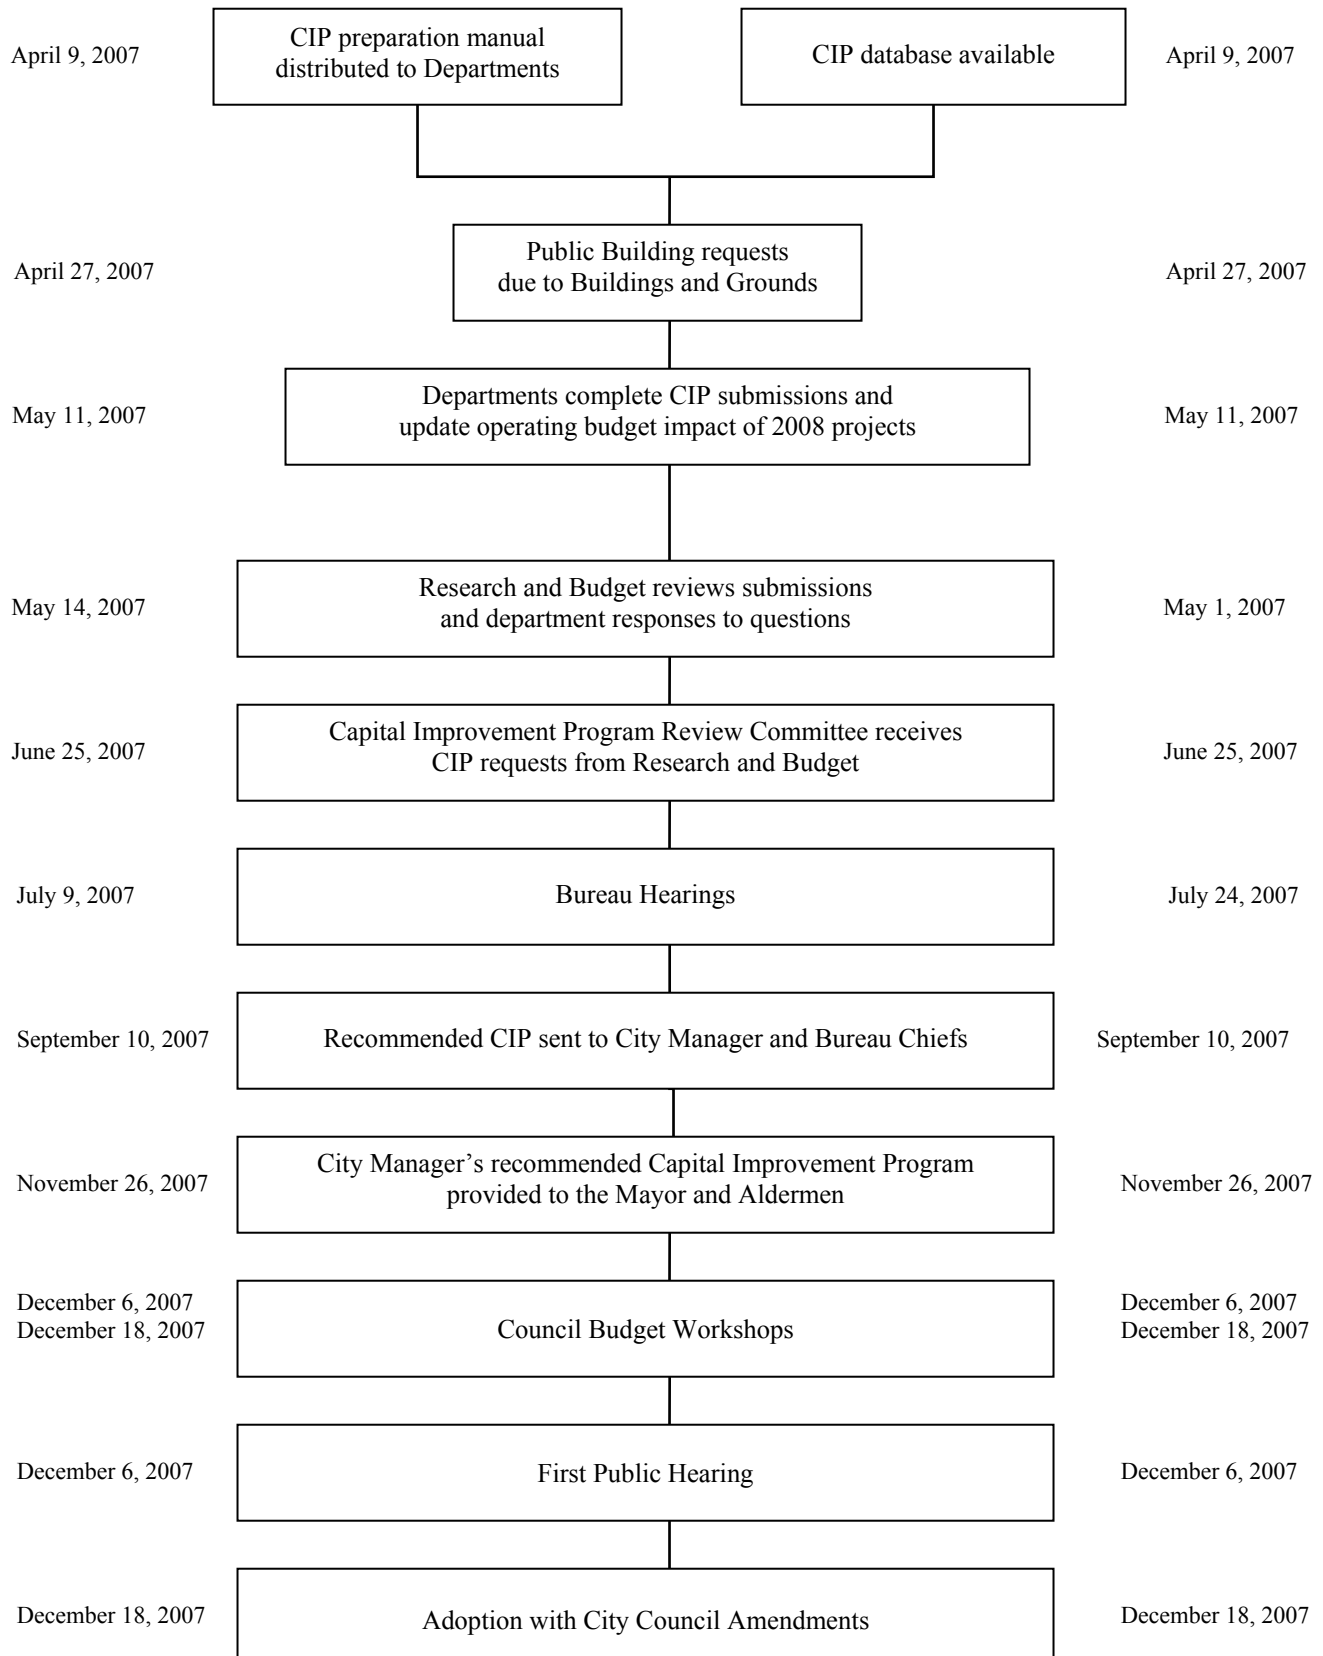 April 9, 2007
CIP preparation manual
distributed to Departments
CIP database available
April 9, 2007
April 27, 2007
Public Building requests
due to Buildings and Grounds
April 27, 2007
May 11, 2007
Departments complete CIP submissions and
update operating budget impact of 2008 projects
May 11, 2007
May 14, 2007
Research and Budget reviews submissions
and department responses to questions
May 1, 2007
June 25, 2007
Capital Improvement Program Review Committee receives
CIP requests from Research and Budget
June 25, 2007
July 9, 2007
Bureau Hearings
July 24, 2007
September 10, 2007
Recommended CIP sent to City Manager and Bureau Chiefs
September 10, 2007
November 26, 2007
City Manager’s recommended Capital Improvement Program
provided to the Mayor and Aldermen
November 26, 2007
December 6, 2007
December 18, 2007
Council Budget Workshops
December 6, 2007
December 18, 2007
December 6, 2007
First Public Hearing
December 6, 2007
December 18, 2007
Adoption with City Council Amendments
December 18, 2007